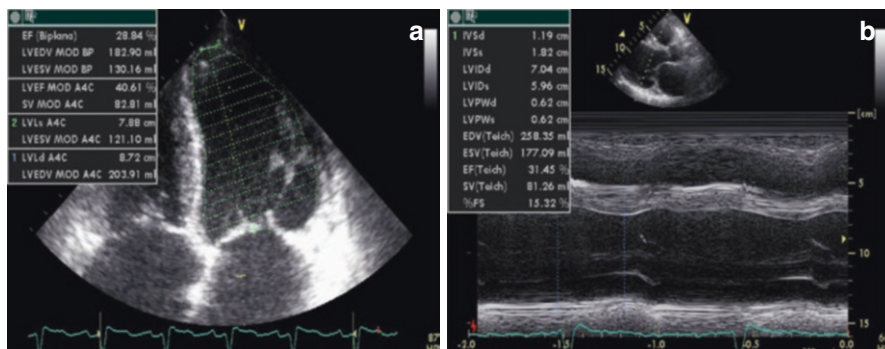 a
V
EF (Biplane) 28.84 %
LVEDV MOD BP 182.90 ml
LVESV MOD BP 130.16 ml
LVEF MOD A4C 40.61 %
SV MOD A4C 82.81 ml
2 LVLs A4C 7.88 cm
LVESV MOD A4C 121.10 ml
1 LVLd A4C 8.72 cm
LVEDV MOD A4C 203.91 ml
87
b
V
1 IVSd 1.19 cm
IVSs 1.82 cm
LVIDd 7.04 cm
LVIDs 5.96 cm
LVPWd 0.62 cm
LVPWs 0.62 cm
EDV(Teich) 258.35 ml
ESV(Teich) 177.09 ml
EF(Teich) 31.45 %
SV(Teich) 81.26 ml
%FS 15.32 %
5
10
15
[cm]
5
10
15
-2.0
-1.0
0.0